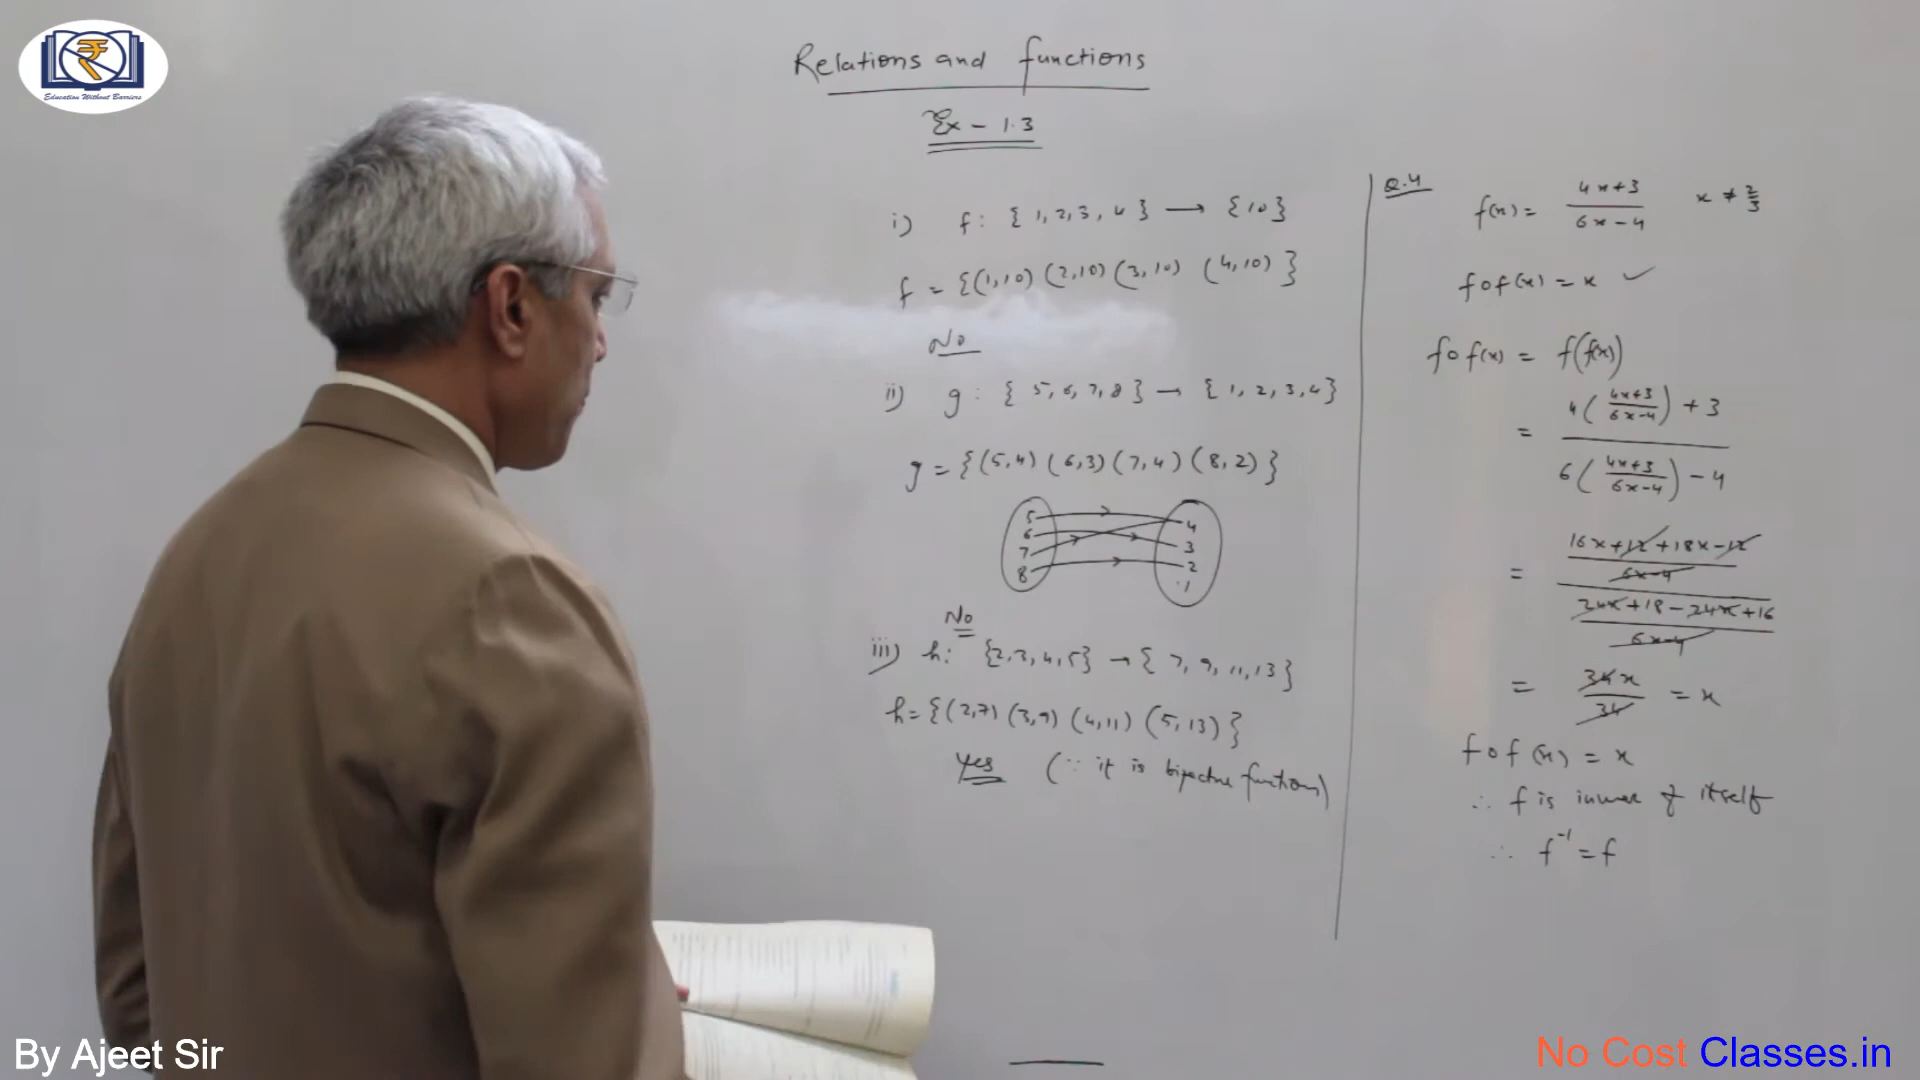 Education Without Barriers
Relations and functions
Ex - 1.3
i) f: {1,2,3,4} → {10}
f = {(1,10) (2,10) (3,10) (4,10)}
No
ii) g: {5,6,7,8} → {1,2,3,4}
g = {(5,4) (6,3) (7,4) (8,2)}
5 4
6 3
7 2
8 .1
No
iii) h: {2,3,4,5} → {7,9,11,13}
h = {(2,7) (3,9) (4,11) (5,13)}
Yes (∵ it is bijective function)
Q.4 f(x) = (4x+3)/(6x-4) x ≠ 2/3
fof(x) = x ✓
fof(x) = f(f(x))
= (4((4x+3)/(6x-4)) + 3)/(6((4x+3)/(6x-4)) - 4)
= ((16x+12+18x-12)/(6x-4))/((24x+18-24x+16)/(6x-4))
= 34x/34 = x
fof(x) = x
∴ f is inverse of itself
∴ f⁻¹ = f
By Ajeet Sir
No Cost Classes.in